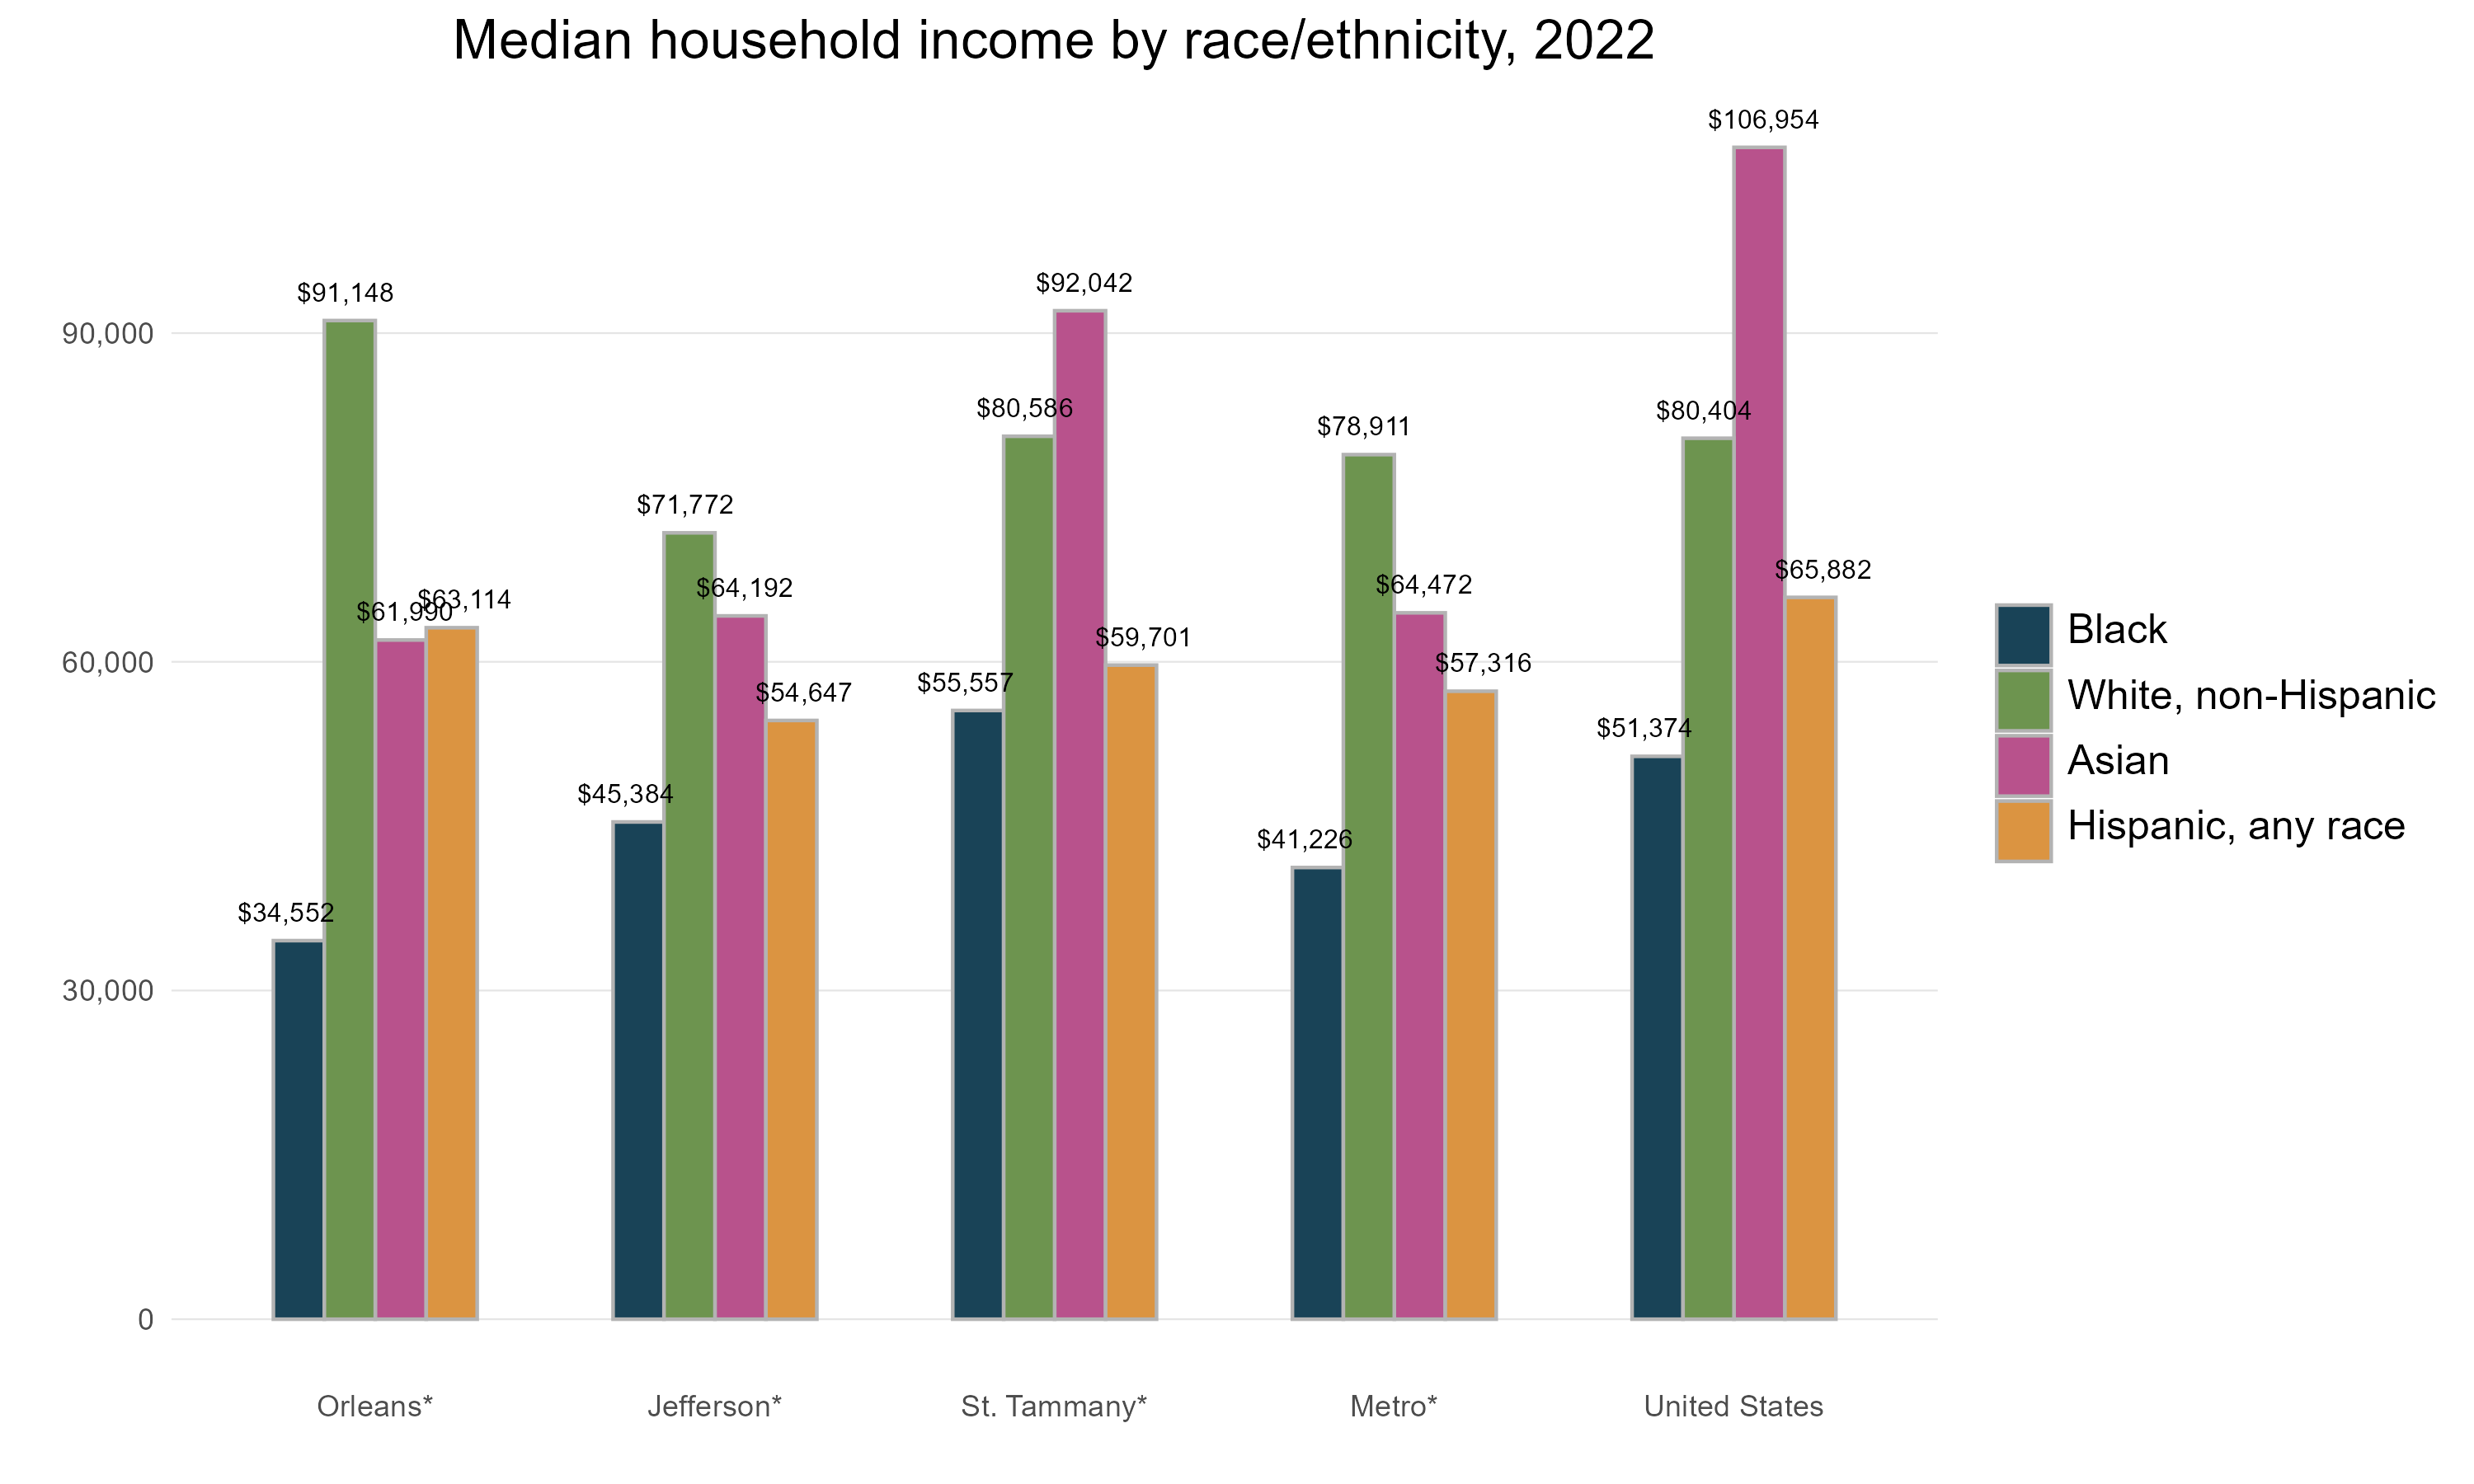 Median household income by race/ethnicity, 2022
$106,954
$92,042
$91,148
90,000
$80,586
$80,404
$78,911
$71,772
$65,882
$64,472
$64,192
$63,114
$61,990
$59,701
60,000
$57,316
$55,557
$54,647
$51,374
$45,384
$41,226
$34,552
30,000
0
Orleans*
Jefferson*
St. Tammany*
Metro*
United States
Black
White, non-Hispanic
Asian
Hispanic, any race